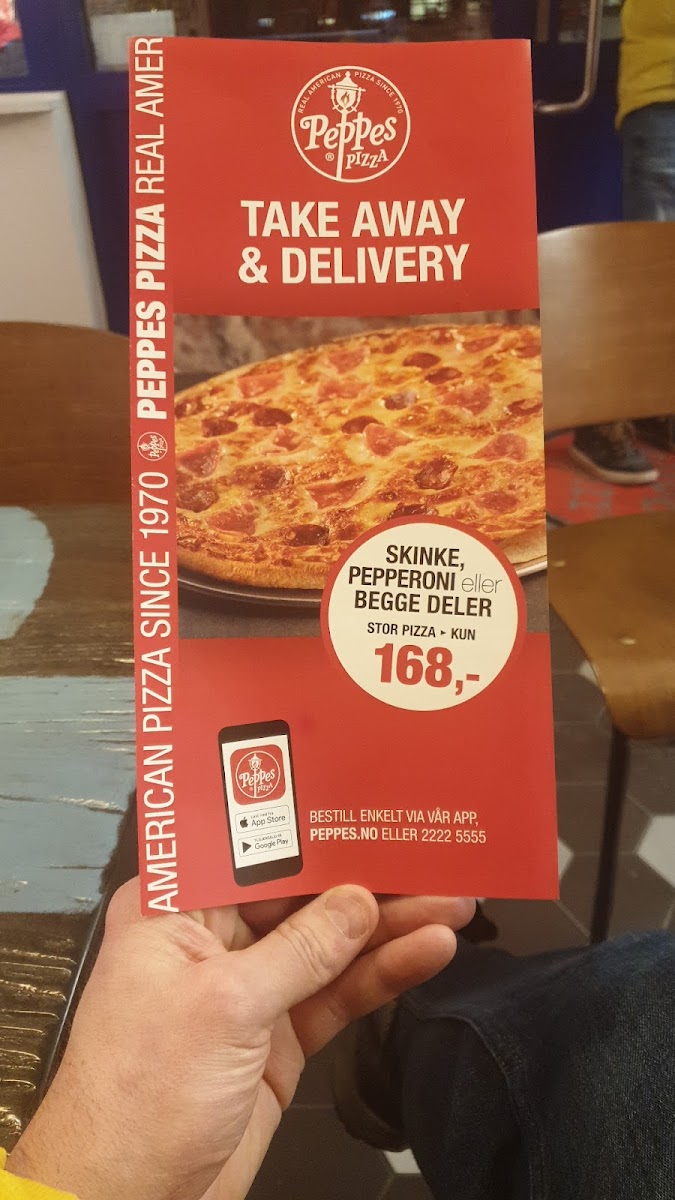 REAL AMERICAN PIZZA SINCE 1970
Peppes
® PIZZA
TAKE AWAY
& DELIVERY
AMERICAN PIZZA SINCE 1970 Peppes PEPPES PIZZA REAL AMER
SKINKE,
PEPPERONI eller
BEGGE DELER
STOR PIZZA ▸ KUN
168,-
Peppes
PIZZA
App Store
Google Play
BESTILL ENKELT VIA VÅR APP,
PEPPES.NO ELLER 2222 5555